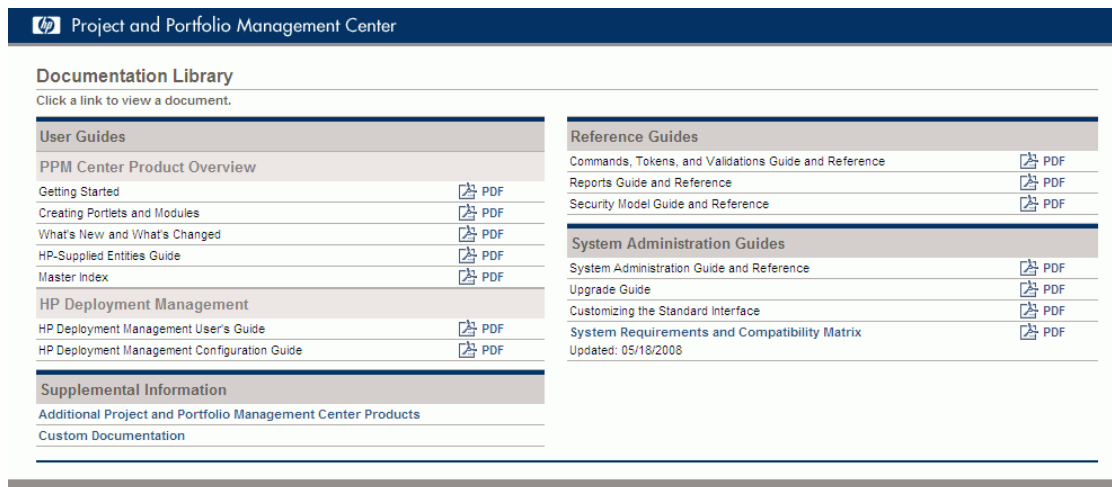 hp Project and Portfolio Management Center
Documentation Library
Click a link to view a document.
User Guides
PPM Center Product Overview
Getting Started PDF
Creating Portlets and Modules PDF
What's New and What's Changed PDF
HP-Supplied Entities Guide PDF
Master Index PDF
HP Deployment Management
HP Deployment Management User's Guide PDF
HP Deployment Management Configuration Guide PDF
Supplemental Information
Additional Project and Portfolio Management Center Products
Custom Documentation
Reference Guides
Commands, Tokens, and Validations Guide and Reference PDF
Reports Guide and Reference PDF
Security Model Guide and Reference PDF
System Administration Guides
System Administration Guide and Reference PDF
Upgrade Guide PDF
Customizing the Standard Interface PDF
System Requirements and Compatibility Matrix PDF
Updated: 05/18/2008